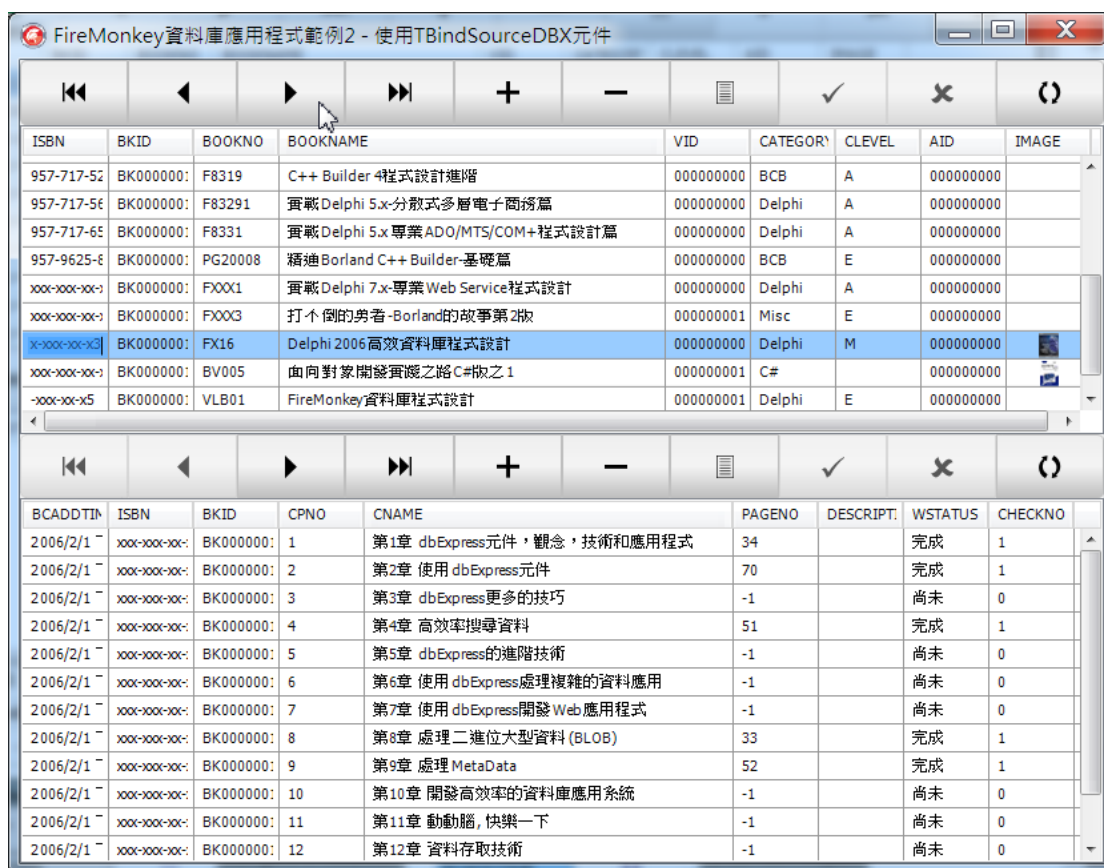 FireMonkey資料庫應用程式範例2 - 使用TBindSourceDBX元件
ISBN BKID BOOKNO BOOKNAME VID CATEGORY CLEVEL AID IMAGE
957-717-52 BK0000001 F8319 C++ Builder 4程式設計進階 000000000 BCB A 000000000
957-717-56 BK0000001 F83291 實戰Delphi 5.x-分散式多層電子商務篇 000000000 Delphi A 000000000
957-717-65 BK0000001 F8331 實戰Delphi 5.x專業ADO/MTS/COM+程式設計篇 000000000 Delphi A 000000000
957-9625-8 BK0000001 PG20008 精通Borland C++ Builder-基礎篇 000000000 BCB E 000000000
xxx-xxx-xx- BK0000001 FXXX1 實戰Delphi 7.x-專業Web Service程式設計 000000000 Delphi A 000000000
xxx-xxx-xx- BK0000001 FXXX3 打不倒的勇者-Borland的故事第2版 000000001 Misc E 000000000
x-xxx-xx-x3 BK0000001 FX16 Delphi 2006高效資料庫程式設計 000000000 Delphi M 000000000
xxx-xxx-xx- BK0000001 BV005 面向對象開發實踐之路C#版之1 000000001 C# 000000000
-xxx-xx-x5 BK0000001 VLB01 FireMonkey資料庫程式設計 000000001 Delphi E 000000000
BCADDTIM ISBN BKID CPNO CNAME PAGENO DESCRIPT WSTATUS CHECKNO
2006/2/1 xxx-xxx-xx- BK0000001 1 第1章 dbExpress元件，觀念，技術和應用程式 34 完成 1
2006/2/1 xxx-xxx-xx- BK0000001 2 第2章 使用dbExpress元件 70 完成 1
2006/2/1 xxx-xxx-xx- BK0000001 3 第3章 dbExpress更多的技巧 -1 尚未 0
2006/2/1 xxx-xxx-xx- BK0000001 4 第4章 高效率搜尋資料 51 完成 1
2006/2/1 xxx-xxx-xx- BK0000001 5 第5章 dbExpress的進階技術 -1 尚未 0
2006/2/1 xxx-xxx-xx- BK0000001 6 第6章 使用dbExpress處理複雜的資料應用 -1 尚未 0
2006/2/1 xxx-xxx-xx- BK0000001 7 第7章 使用dbExpress開發Web應用程式 -1 尚未 0
2006/2/1 xxx-xxx-xx- BK0000001 8 第8章 處理二進位大型資料(BLOB) 33 完成 1
2006/2/1 xxx-xxx-xx- BK0000001 9 第9章 處理MetaData 52 完成 1
2006/2/1 xxx-xxx-xx- BK0000001 10 第10章 開發高效率的資料庫應用系統 -1 尚未 0
2006/2/1 xxx-xxx-xx- BK0000001 11 第11章 動動腦, 快樂一下 -1 尚未 0
2006/2/1 xxx-xxx-xx- BK0000001 12 第12章 資料存取技術 -1 尚未 0